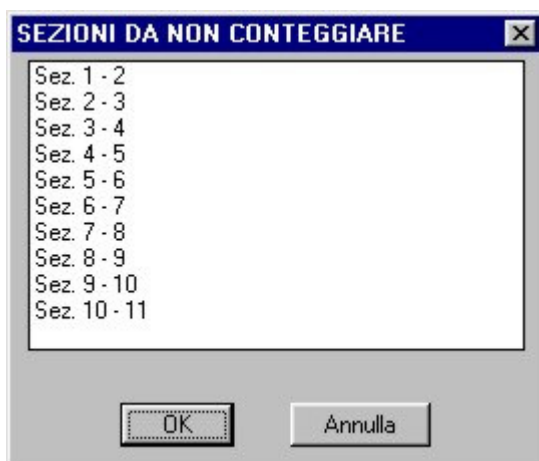 SEZIONI DA NON CONTEGGIARE
Sez. 1 - 2
Sez. 2 - 3
Sez. 3 - 4
Sez. 4 - 5
Sez. 5 - 6
Sez. 6 - 7
Sez. 7 - 8
Sez. 8 - 9
Sez. 9 - 10
Sez. 10 - 11
OK
Annulla